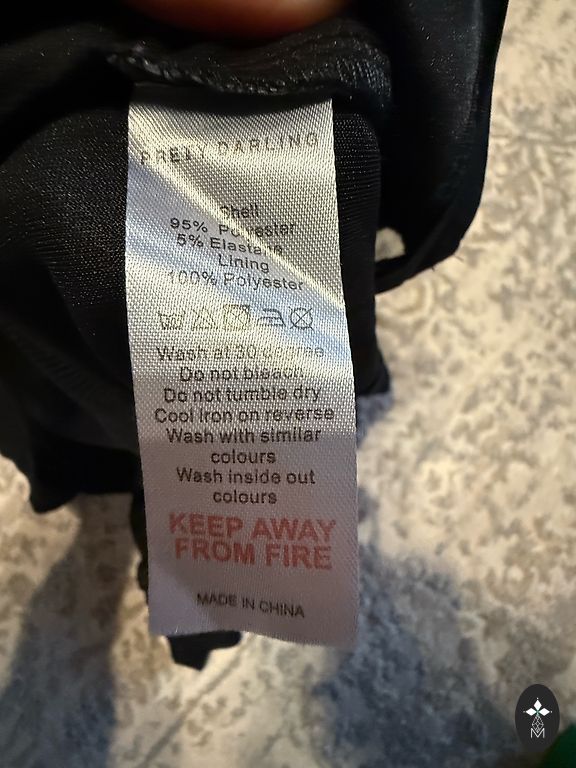 PRETTY DARLING
Shell
95% Polyester
5% Elastane
Lining
100% Polyester
Wash at 30 degree
Do not bleach
Do not tumble dry
Cool iron on reverse
Wash with similar
colours
Wash inside out
colours
KEEP AWAY
FROM FIRE
MADE IN CHINA
M